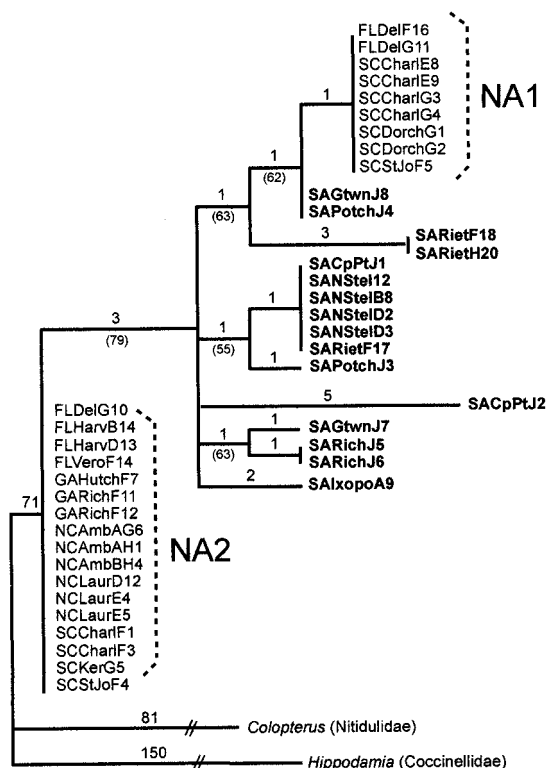 FLDelF16
FLDelG11
SCCharlE8
SCCharlE9
SCCharlG3
SCCharlG4
SCDorchG1
SCDorchG2
SCStJoF5
NA1
1
1
(62)
SAGtwnJ8
SAPotchJ4
1
(63)
3
SARietF18
SARietH20
SACpPtJ1
SANStel12
SANStelB8
SANStelD2
SANStelD3
SARietF17
1
1
(55)
1
SAPotchJ3
3
(79)
5
SACpPtJ2
1
SAGtwnJ7
1
(63)
1
SARichJ5
SARichJ6
2
SAIxopoA9
FLDelG10
FLHarvB14
FLHarvD13
FLVeroF14
GAHutchF7
GARichF11
GARichF12
NCAmbAG6
NCAmbAH1
NCAmbBH4
NCLaurD12
NCLaurE4
NCLaurE5
SCCharlF1
SCCharlF3
SCKerG5
SCStJoF4
NA2
71
81
Colopterus (Nitidulidae)
150
Hippodamia (Coccinellidae)